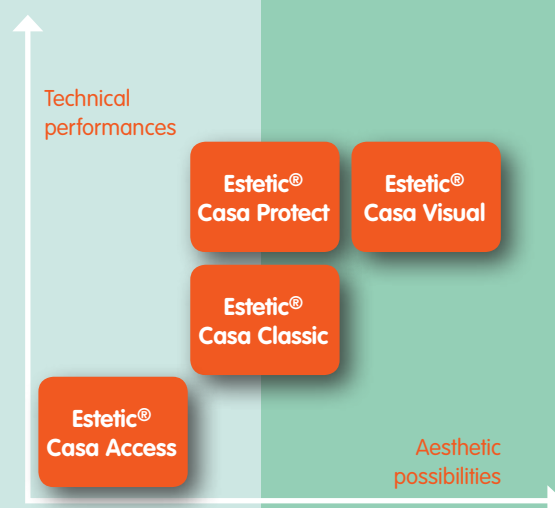 Technical
performances
Estetic®
Casa Protect
Estetic®
Casa Visual
Estetic®
Casa Classic
Estetic®
Casa Access
Aesthetic
possibilities